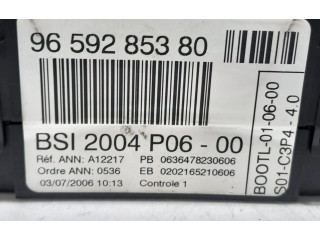 96 592 853 80
BSI 2004 P06 - 00
Réf. ANN: A12217 PB 0636478230606
Ordre ANN: 0536 EB 0202165210606
03/07/2006 10:13 Controle 1
BOOTL-01-06-00
S01-C3P4 - 4.0